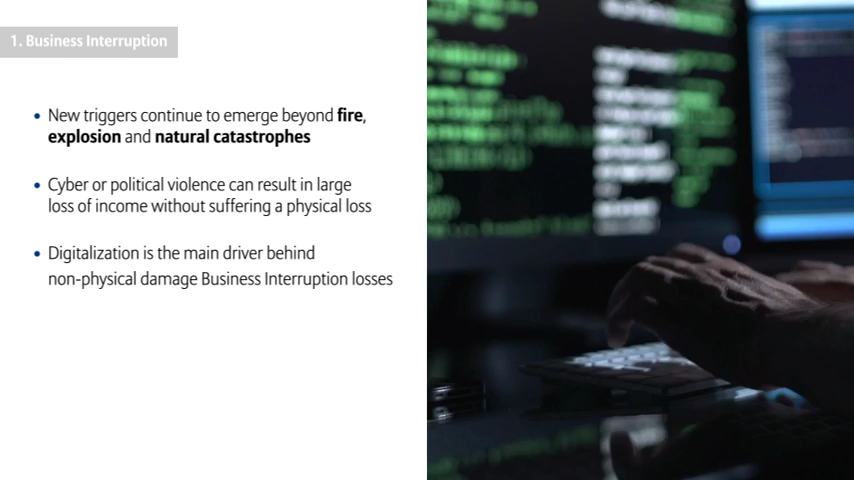 1. Business Interruption
• New triggers continue to emerge beyond fire,
explosion and natural catastrophes
• Cyber or political violence can result in large
loss of income without suffering a physical loss
• Digitalization is the main driver behind
non-physical damage Business Interruption losses